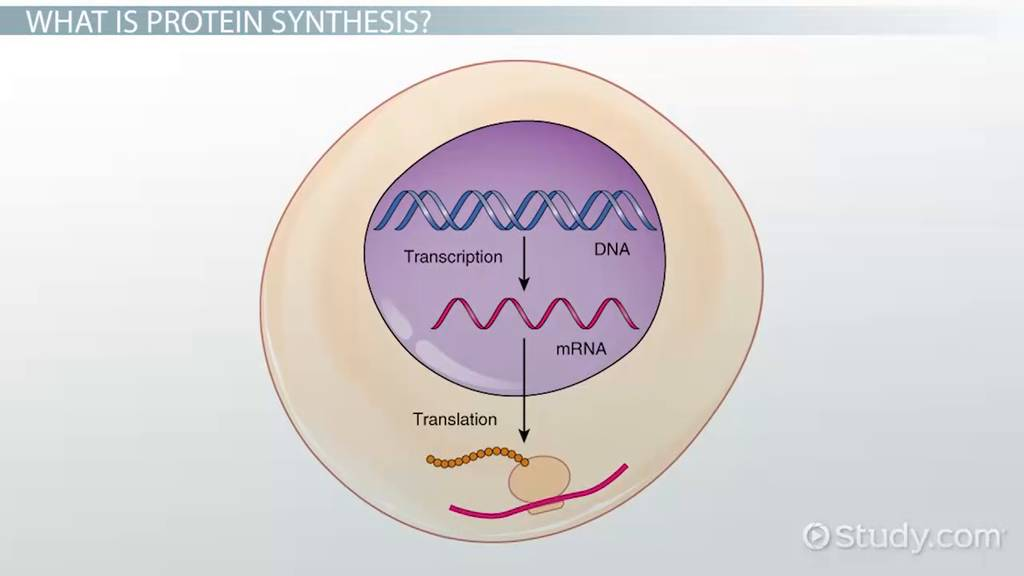 WHAT IS PROTEIN SYNTHESIS?
DNA
Transcription
mRNA
Translation
Study.com